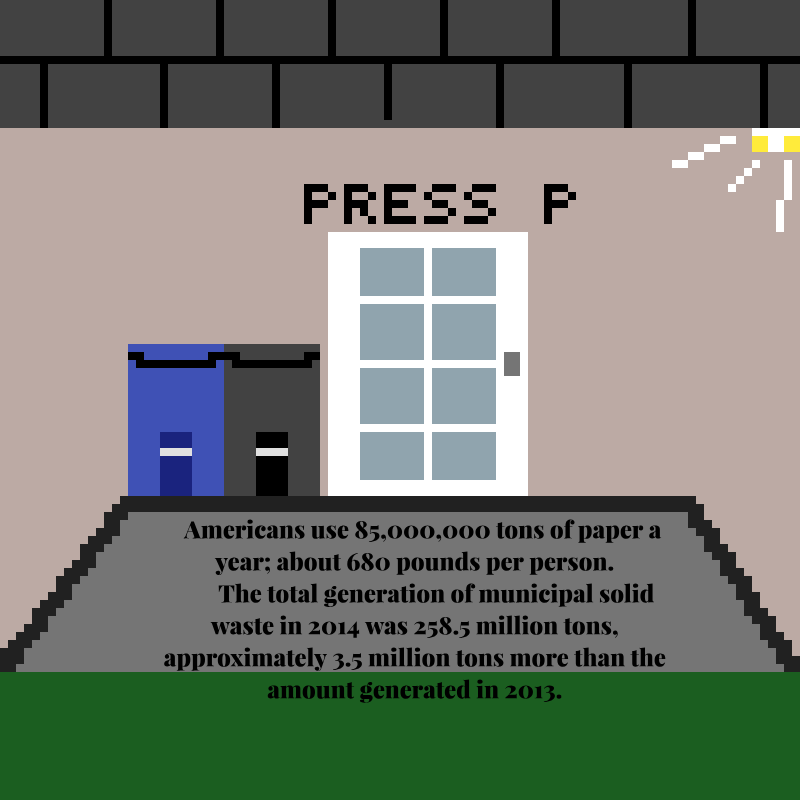 PRESS P
Americans use 85,000,000 tons of paper a
year; about 680 pounds per person.
The total generation of municipal solid
waste in 2014 was 258.5 million tons,
approximately 3.5 million tons more than the
amount generated in 2013.